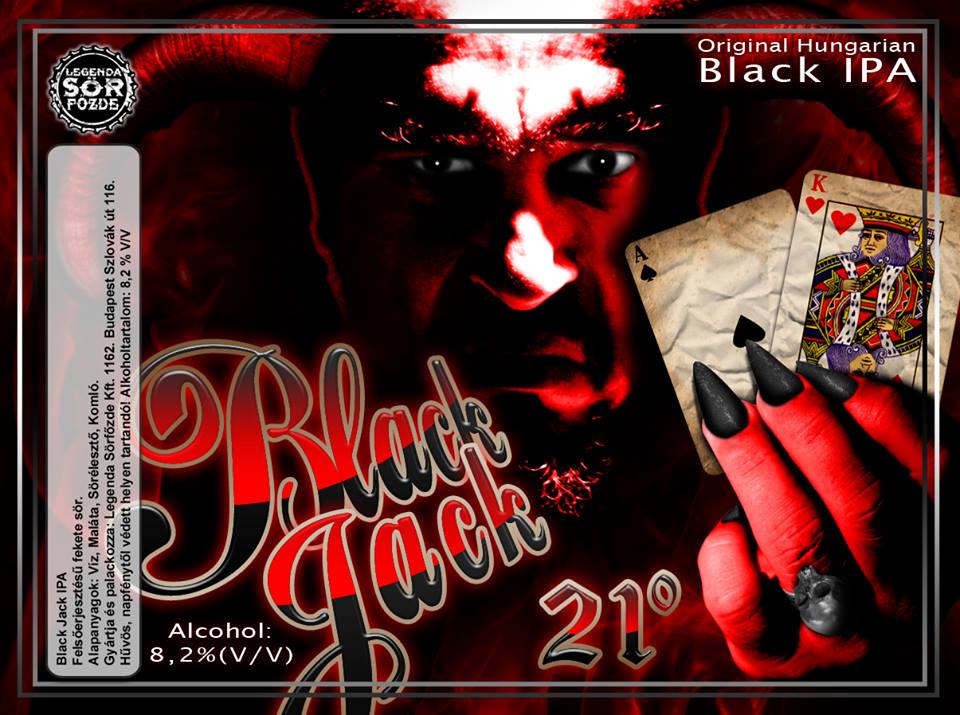 LEGENDA
SÖR
FŐZDE
Original Hungarian
Black IPA
Black Jack IPA
Felsőerjesztésű fekete sör.
Alapanyagok: Víz, Maláta, Sörélesztő, Komló.
Gyártja és palackozza: Legenda Sörfőzde Kft. 1162. Budapest Szlovák út 116.
Hűvös, napfénytől védett helyen tartandó! Alkoholtartalom: 8,2 % V/V
A
K
Black
Jack
21°
Alcohol:
8,2%(V/V)